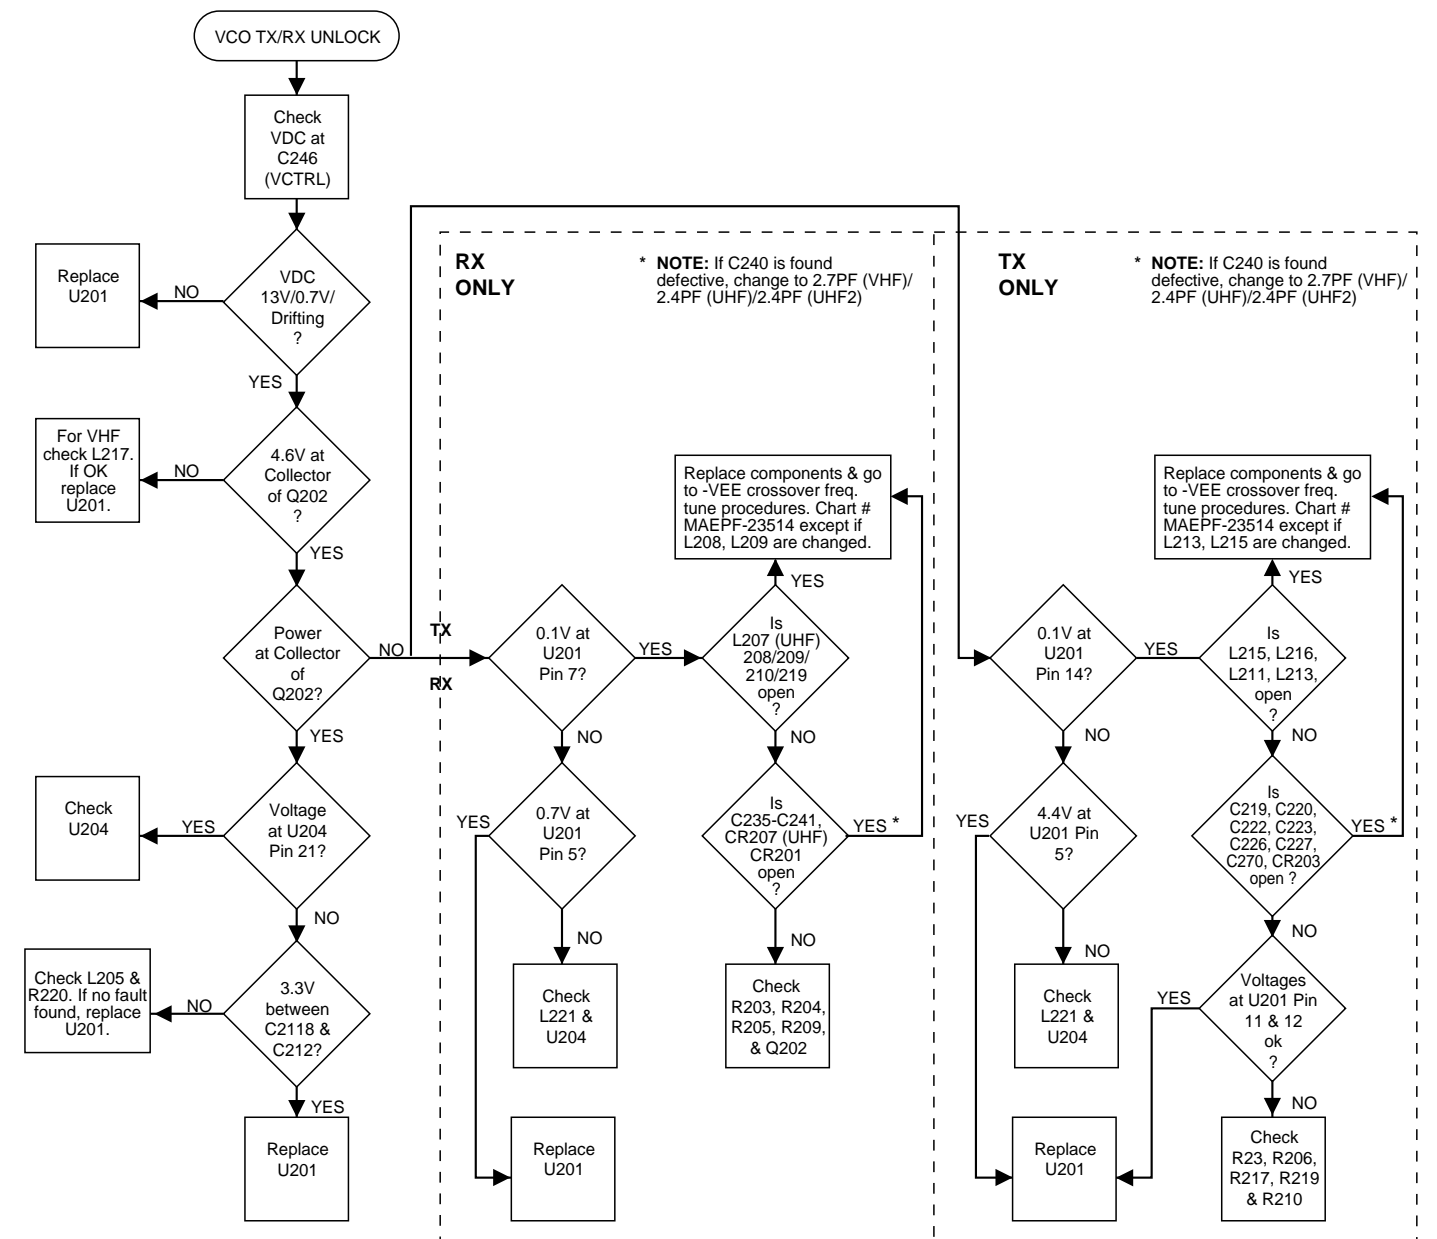 VCO TX/RX UNLOCK
Check
VDC at
C246
(VCTRL)
VDC
13V/0.7V/
Drifting
?
NO
Replace
U201
YES
4.6V at
Collector
of Q202
?
NO
For VHF
check L217.
If OK
replace
U201.
YES
Power
at Collector
of
Q202?
NO
TX
RX
YES
Voltage
at U204
Pin 21?
YES
Check
U204
NO
3.3V
between
C2118 &
C212?
NO
Check L205 &
R220. If no fault
found, replace
U201.
YES
Replace
U201
RX
ONLY
* NOTE: If C240 is found
defective, change to 2.7PF (VHF)/
2.4PF (UHF)/2.4PF (UHF2)
Replace components & go
to -VEE crossover freq.
tune procedures. Chart #
MAEPF-23514 except if
L208, L209 are changed.
YES
0.1V at
U201
Pin 7?
YES
Is
L207 (UHF)
208/209/
210/219
open
?
NO
NO
0.7V at
U201
Pin 5?
YES
Is
C235-C241,
CR207 (UHF)
CR201
open
?
YES *
NO
NO
Check
L221 &
U204
Check
R203, R204,
R205, R209,
& Q202
Replace
U201
TX
ONLY
* NOTE: If C240 is found
defective, change to 2.7PF (VHF)/
2.4PF (UHF)/2.4PF (UHF2)
Replace components & go
to -VEE crossover freq.
tune procedures. Chart #
MAEPF-23514 except if
L213, L215 are changed.
YES
0.1V at
U201
Pin 14?
YES
Is
L215, L216,
L211, L213,
open
?
NO
NO
4.4V at
U201 Pin
5?
YES
Is
C219, C220,
C222, C223,
C226, C227,
C270, CR203
open ?
YES *
NO
NO
Check
L221 &
U204
Voltages
at U201 Pin
11 & 12
ok
?
YES
NO
Replace
U201
Check
R23, R206,
R217, R219
& R210